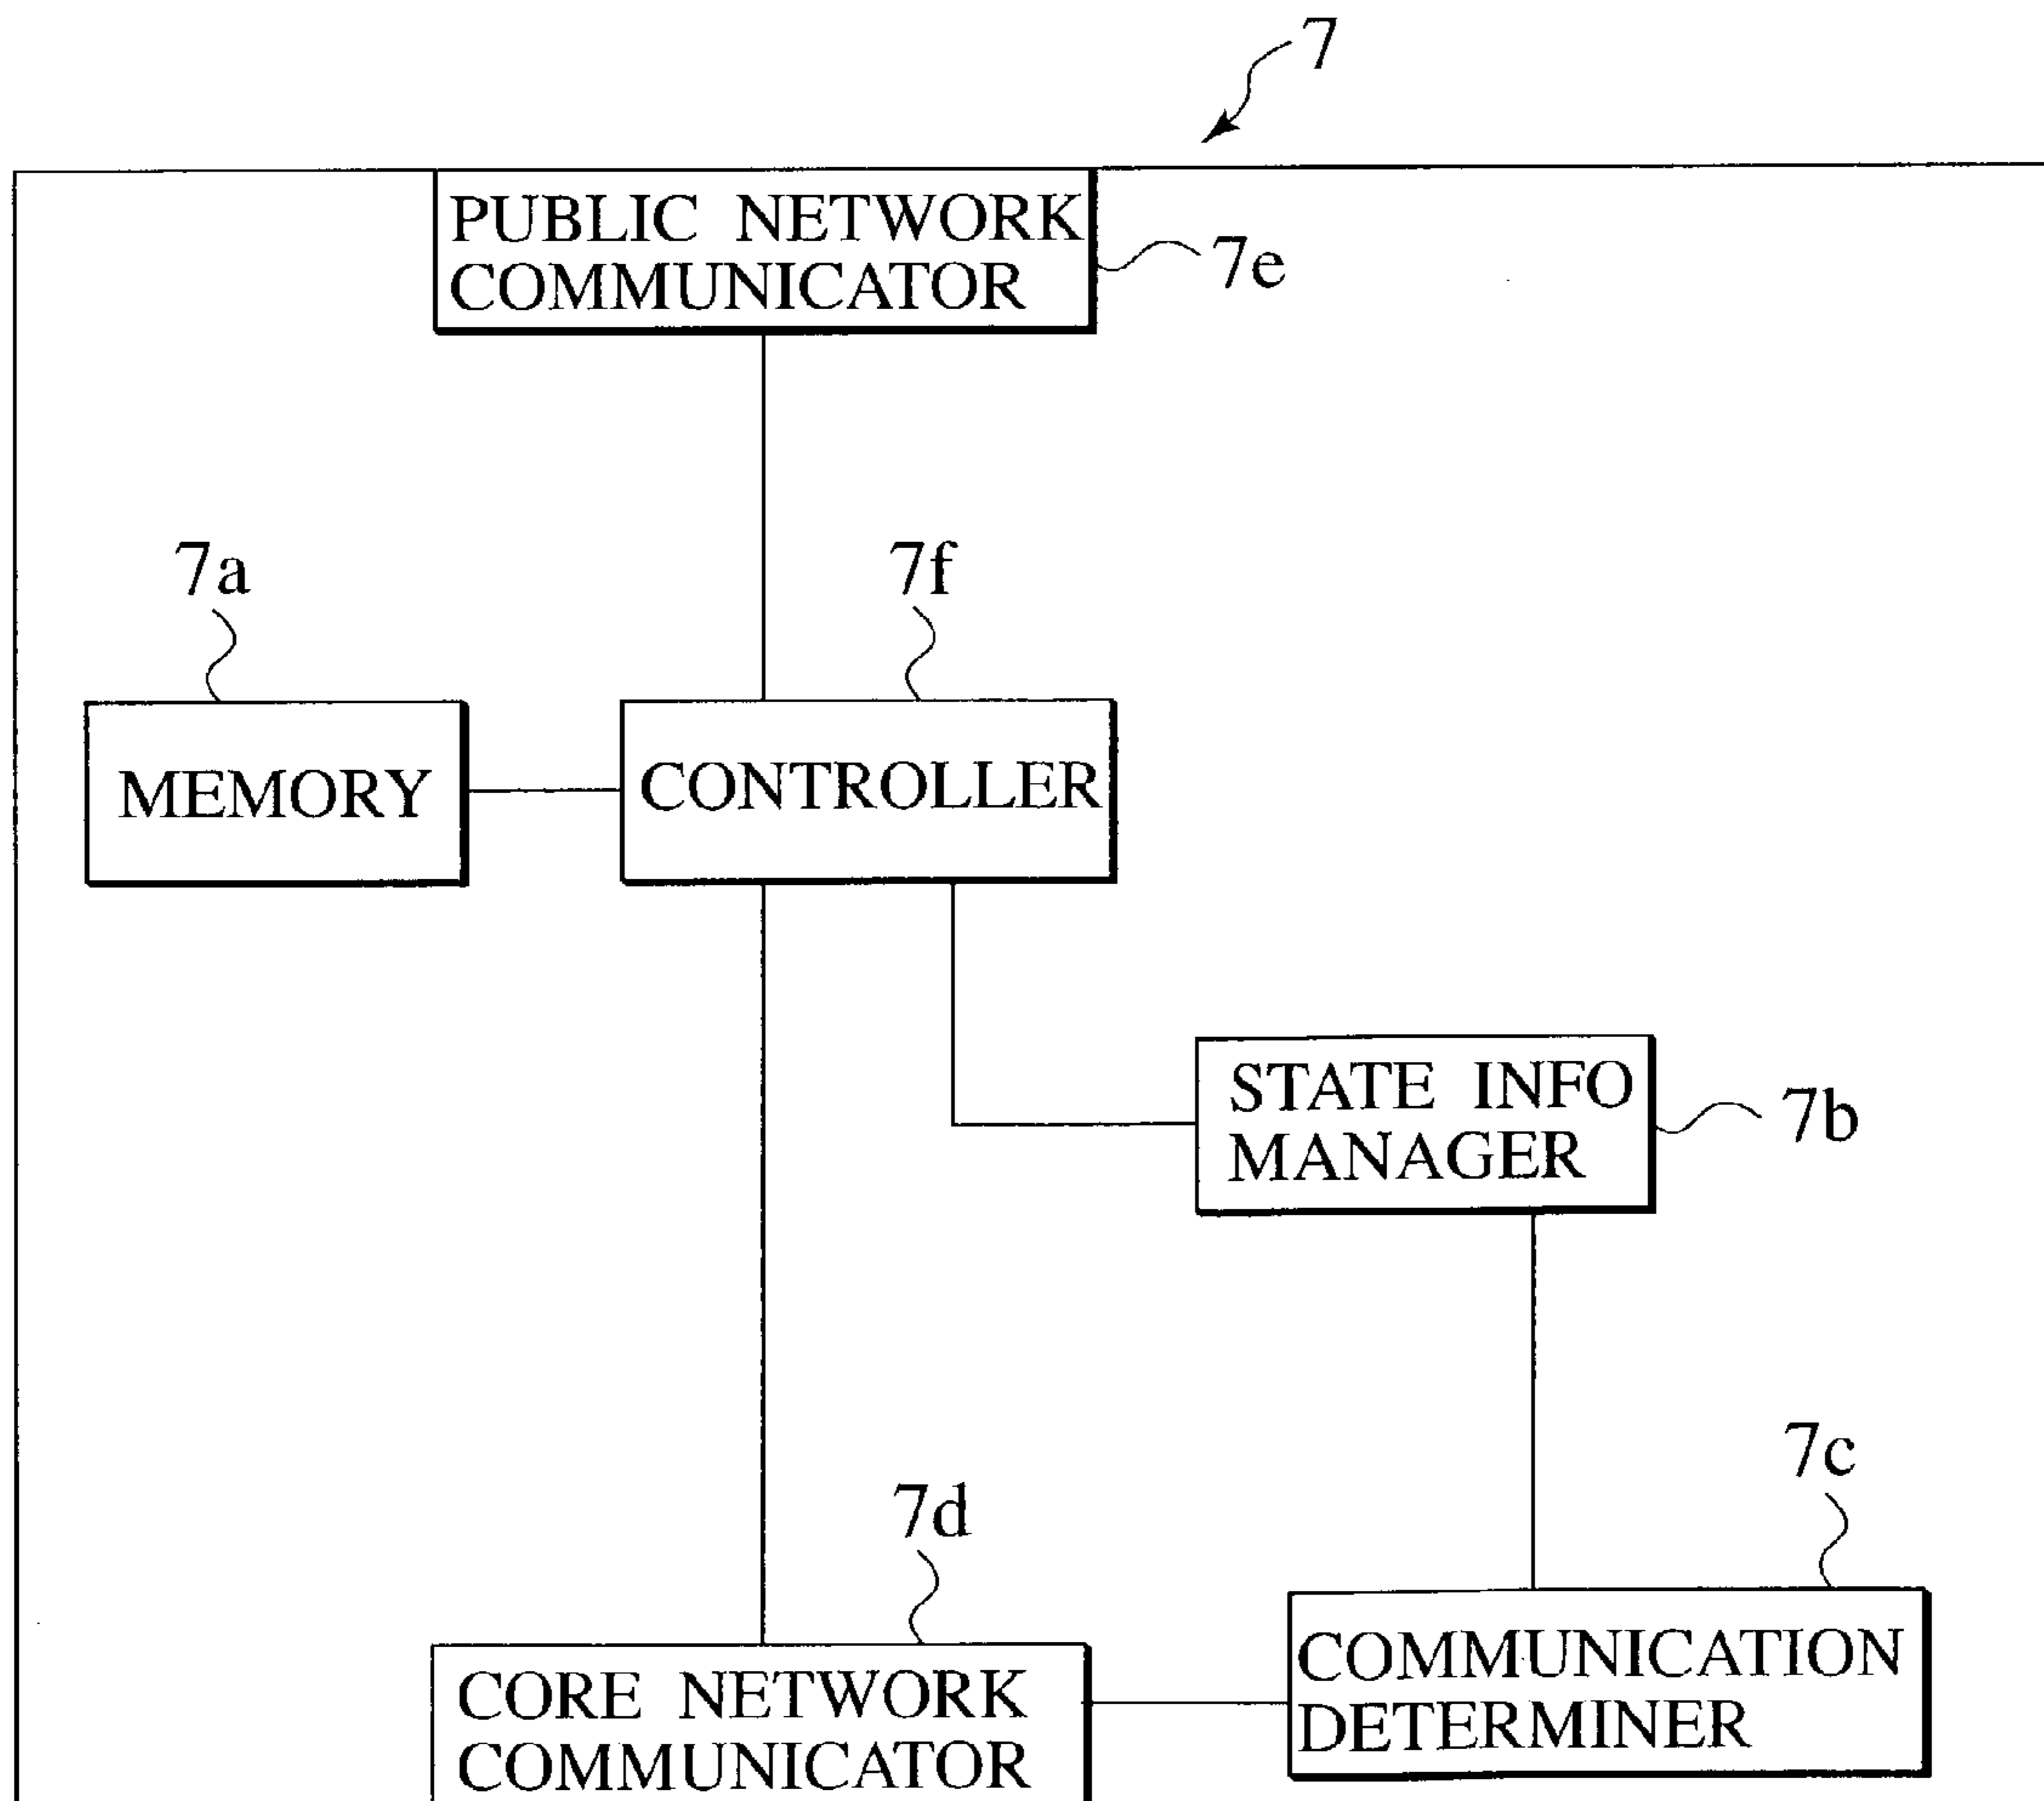 7
PUBLIC NETWORK
COMMUNICATOR
7e
7a
7f
MEMORY
CONTROLLER
STATE INFO
MANAGER
7b
7c
7d
CORE NETWORK
COMMUNICATOR
COMMUNICATION
DETERMINER